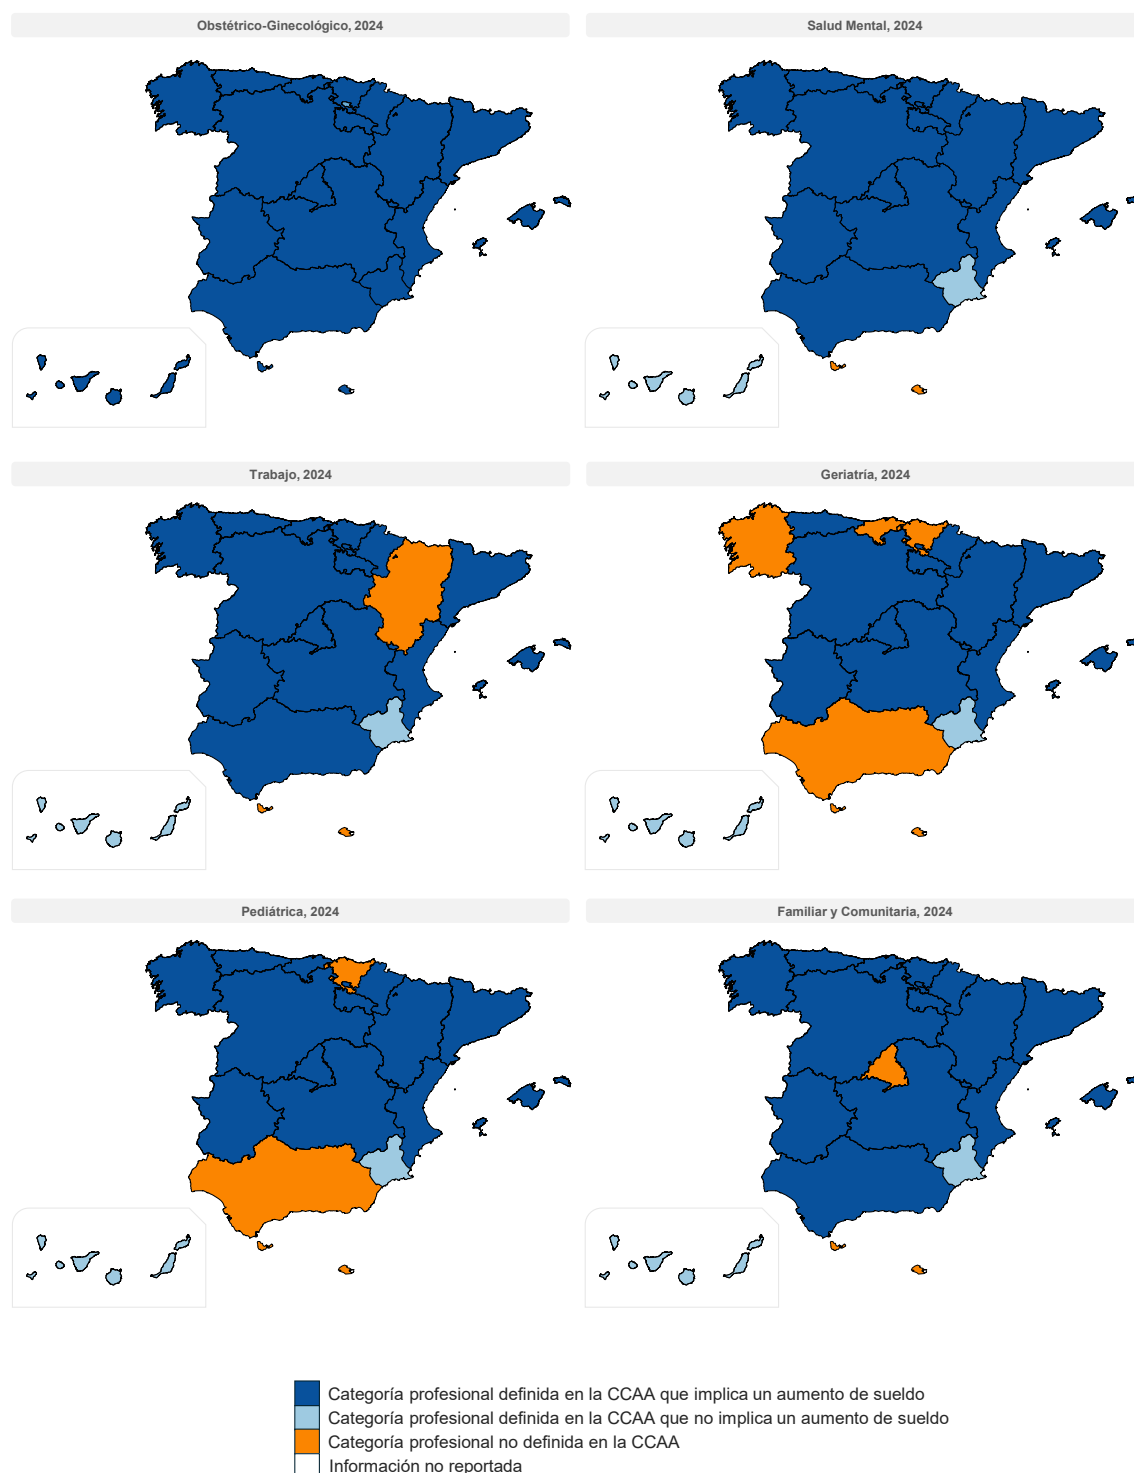 Obstétrico-Ginecológico, 2024
Salud Mental, 2024
Trabajo, 2024
Geriatría, 2024
Pediátrica, 2024
Familiar y Comunitaria, 2024
Categoría profesional definida en la CCAA que implica un aumento de sueldo
Categoría profesional definida en la CCAA que no implica un aumento de sueldo
Categoría profesional no definida en la CCAA
Información no reportada